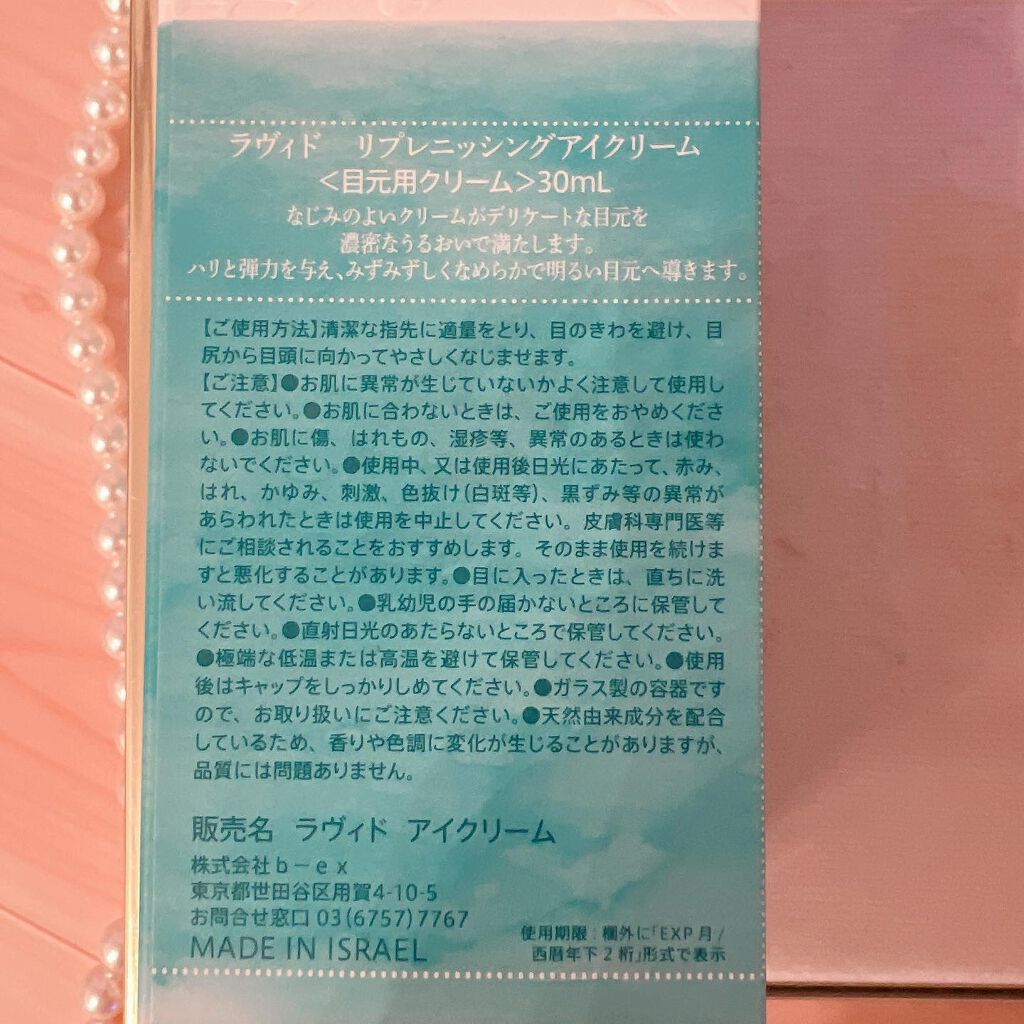 ラヴィド　リプレニッシングアイクリーム
＜目元用クリーム＞30mL
なじみのよいクリームがデリケートな目元を
濃密なうるおいで満たします。
ハリと弾力を与え、みずみずしくなめらかで明るい目元へ導きます。
【ご使用方法】清潔な指先に適量をとり、目のきわを避け、目
尻から目頭に向かってやさしくなじませます。
【ご注意】●お肌に異常が生じていないかよく注意して使用し
てください。●お肌に合わないときは、ご使用をおやめくださ
い。●お肌に傷、はれもの、湿疹等、異常のあるときは使わ
ないでください。●使用中、又は使用後日光にあたって、赤み、
はれ、かゆみ、刺激、色抜け(白斑等)、黒ずみ等の異常が
あらわれたときは使用を中止してください。皮膚科専門医等
にご相談されることをおすすめします。そのまま使用を続けま
すと悪化することがあります。●目に入ったときは、直ちに洗
い流してください。●乳幼児の手の届かないところに保管して
ください。●直射日光のあたらないところで保管してください。
●極端な低温または高温を避けて保管してください。●使用
後はキャップをしっかりしめてください。●ガラス製の容器です
ので、お取り扱いにご注意ください。●天然由来成分を配合
しているため、香りや色調に変化が生じることがありますが、
品質には問題ありません。
販売名　ラヴィド　アイクリーム
株式会社ｂ－ｅｘ
東京都世田谷区用賀4-10-5
お問合せ窓口 03(6757)7767
MADE IN ISRAEL
使用期限：欄外に「EXP 月/
西暦年下２桁」形式で表示